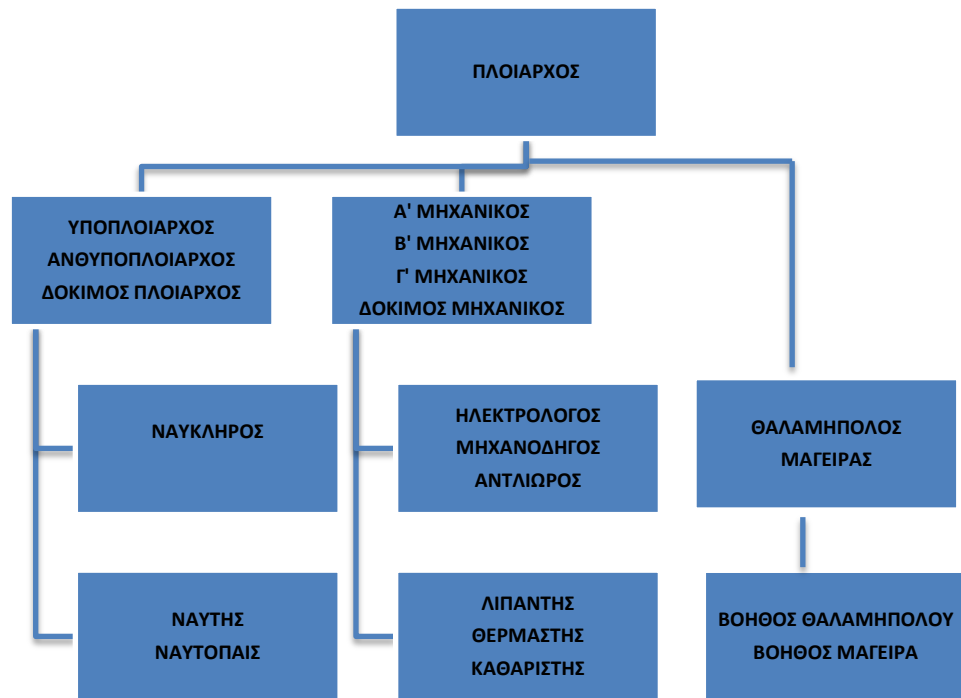 ΠΛΟΙΑΡΧΟΣ
ΥΠΟΠΛΟΙΑΡΧΟΣ
ΑΝΘΥΠΟΠΛΟΙΑΡΧΟΣ
ΔΟΚΙΜΟΣ ΠΛΟΙΑΡΧΟΣ
Α' ΜΗΧΑΝΙΚΟΣ
Β' ΜΗΧΑΝΙΚΟΣ
Γ' ΜΗΧΑΝΙΚΟΣ
ΔΟΚΙΜΟΣ ΜΗΧΑΝΙΚΟΣ
ΝΑΥΚΛΗΡΟΣ
ΗΛΕΚΤΡΟΛΟΓΟΣ
ΜΗΧΑΝΟΔΗΓΟΣ
ΑΝΤΛΙΩΡΟΣ
ΘΑΛΑΜΗΠΟΛΟΣ
ΜΑΓΕΙΡΑΣ
ΝΑΥΤΗΣ
ΝΑΥΤΟΠΑΙΣ
ΛΙΠΑΝΤΗΣ
ΘΕΡΜΑΣΤΗΣ
ΚΑΘΑΡΙΣΤΗΣ
ΒΟΗΘΟΣ ΘΑΛΑΜΗΠΟΛΟΥ
ΒΟΗΘΟΣ ΜΑΓΕΙΡΑ